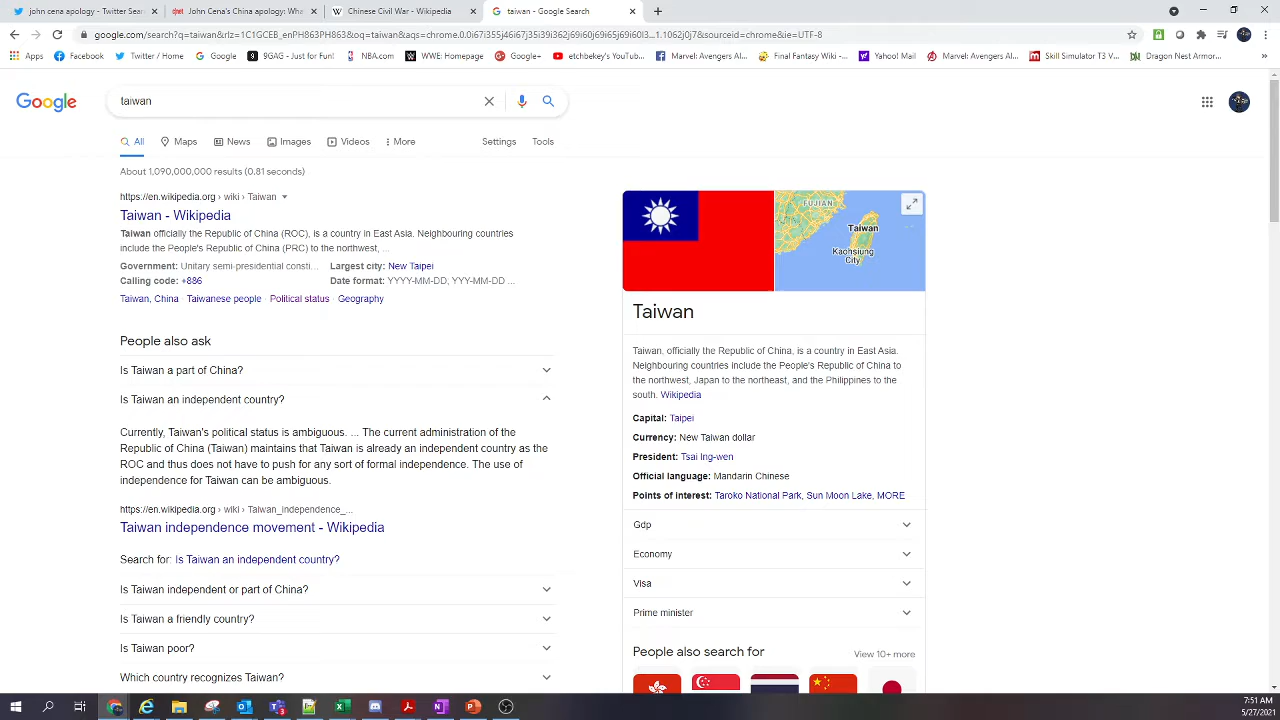 john cena apology - Twitter Sear
John Cena's China apology: Wha
Chinese Civil War - Wikipedia
taiwan - Google Search
google.com/search?q=taiwan&rlz=1C1GCEB_enPH863PH863&oq=taiwan&aqs=chrome.0.0i67i355j46i67j35i39i362j69i60j69i65j69i60l3...1.1062j0j7&sourceid=chrome&ie=UTF-8
Apps
Facebook
Twitter / Home
Google
9GAG - Just for fun!
NBA.com
WWE: Homepage
Google+
etchbekey's YouTub...
Marvel: Avengers Al...
Final Fantasy Wiki -...
Yahoo! Mail
Marvel: Avengers Al...
Skill Simulator T3 V...
Dragon Nest Armor...
Google
taiwan
All
Maps
News
Images
Videos
More
Settings
Tools
About 1,090,000,000 results (0.81 seconds)
https://en.wikipedia.org › wiki › Taiwan
Taiwan - Wikipedia
Taiwan officially the Republic of China (ROC), is a country in East Asia. Neighbouring countries
include the People's Republic of China (PRC) to the northwest, ...
Government: Unitary semi-presidential consti... Largest city: New Taipei
Calling code: +886 Date format: YYYY-MM-DD; YYY-MM-DD ...
Taiwan, China · Taiwanese people · Political status · Geography
People also ask
Is Taiwan a part of China?
Is Taiwan an independent country?
Currently, Taiwan's political status is ambiguous. ... The current administration of the
Republic of China (Taiwan) maintains that Taiwan is already an independent country as the
ROC and thus does not have to push for any sort of formal independence. The use of
independence for Taiwan can be ambiguous.
https://en.wikipedia.org › wiki › Taiwan_independence_...
Taiwan independence movement - Wikipedia
Search for: Is Taiwan an independent country?
Is Taiwan independent or part of China?
Is Taiwan a friendly country?
Is Taiwan poor?
Which country recognizes Taiwan?
FUJIAN
Taiwan
Kaohsiung
City
Taiwan
Taiwan, officially the Republic of China, is a country in East Asia.
Neighbouring countries include the People's Republic of China to
the northwest, Japan to the northeast, and the Philippines to the
south. Wikipedia
Capital: Taipei
Currency: New Taiwan dollar
President: Tsai Ing-wen
Official language: Mandarin Chinese
Points of interest: Taroko National Park, Sun Moon Lake, MORE
Gdp
Economy
Visa
Prime minister
People also search for
View 10+ more
7:51 AM
5/27/2021